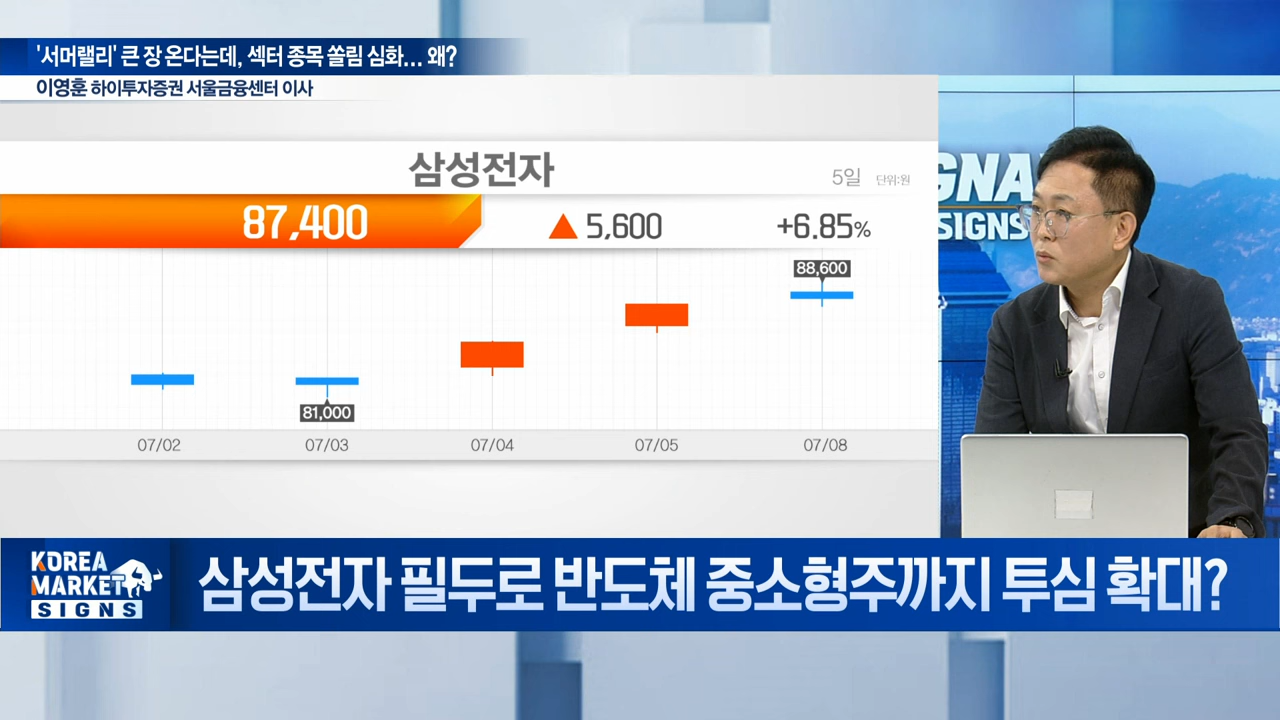 '서머랠리' 큰 장 온다는데, 섹터 종목 쏠림 심화... 왜?
이영훈 하이투자증권 서울금융센터 이사
삼성전자
5일 단위:원
87,400 ▲ 5,600 +6.85%
88,600
81,000
07/02 07/03 07/04 07/05 07/08
GNA
SIGNS
KOREA
MARKET
SIGNS
삼성전자 필두로 반도체 중소형주까지 투심 확대?